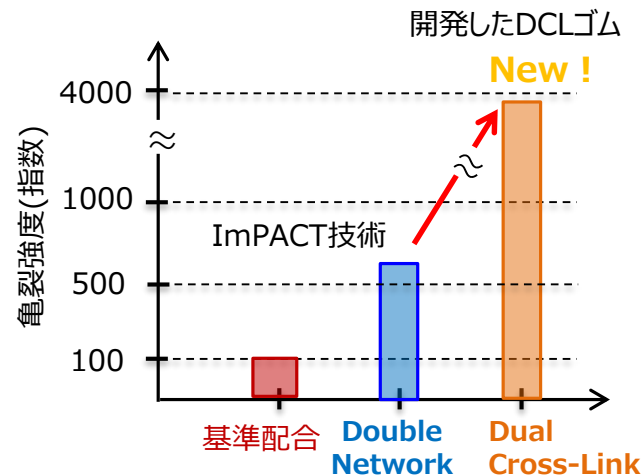 開発したDCLゴム
New !
4000
1000
ImPACT技術
500
100
亀裂強度(指数)
基準配合
Double
Network
Dual
Cross-Link